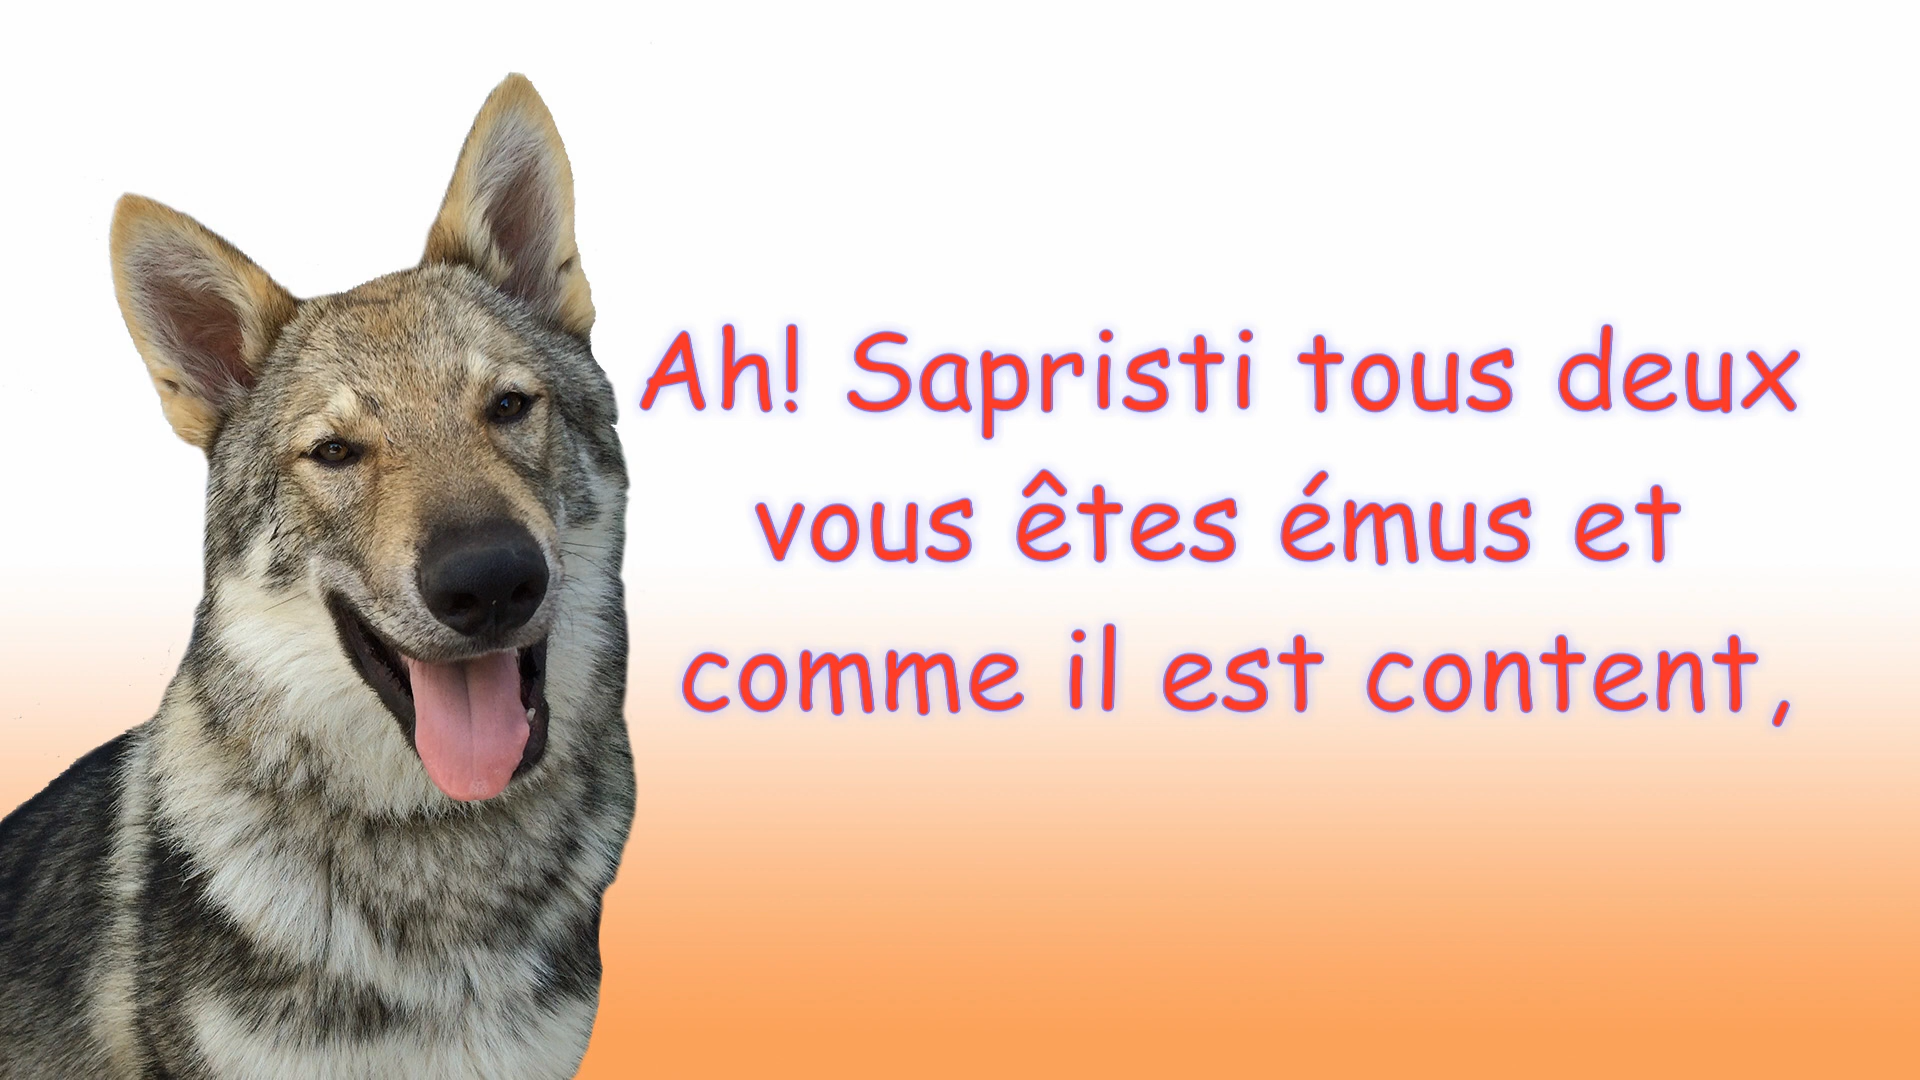 Ah! Sapristi tous deux
vous êtes émus et
comme il est content,